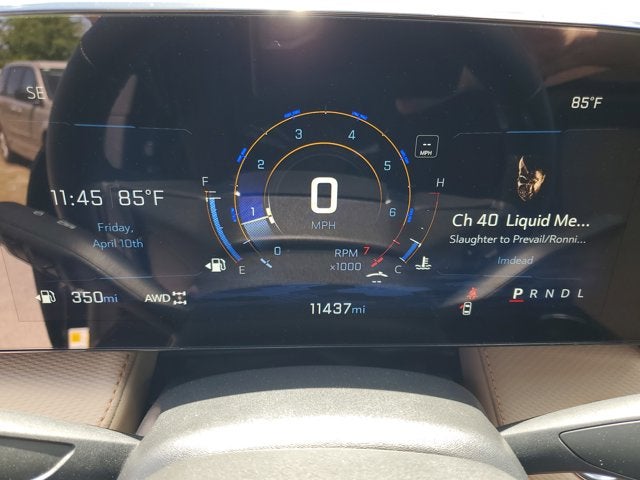 SE
85°F
3 4
2 5
1 6
0 7
--
MPH
F
H
11:45 85°F
0
MPH
Friday,
April 10th
RPM
×1000
E
C
--
Ch 40 Liquid Me...
Slaughter to Prevail/Ronni...
Imdead
350mi
AWD
11437mi
P R N D L